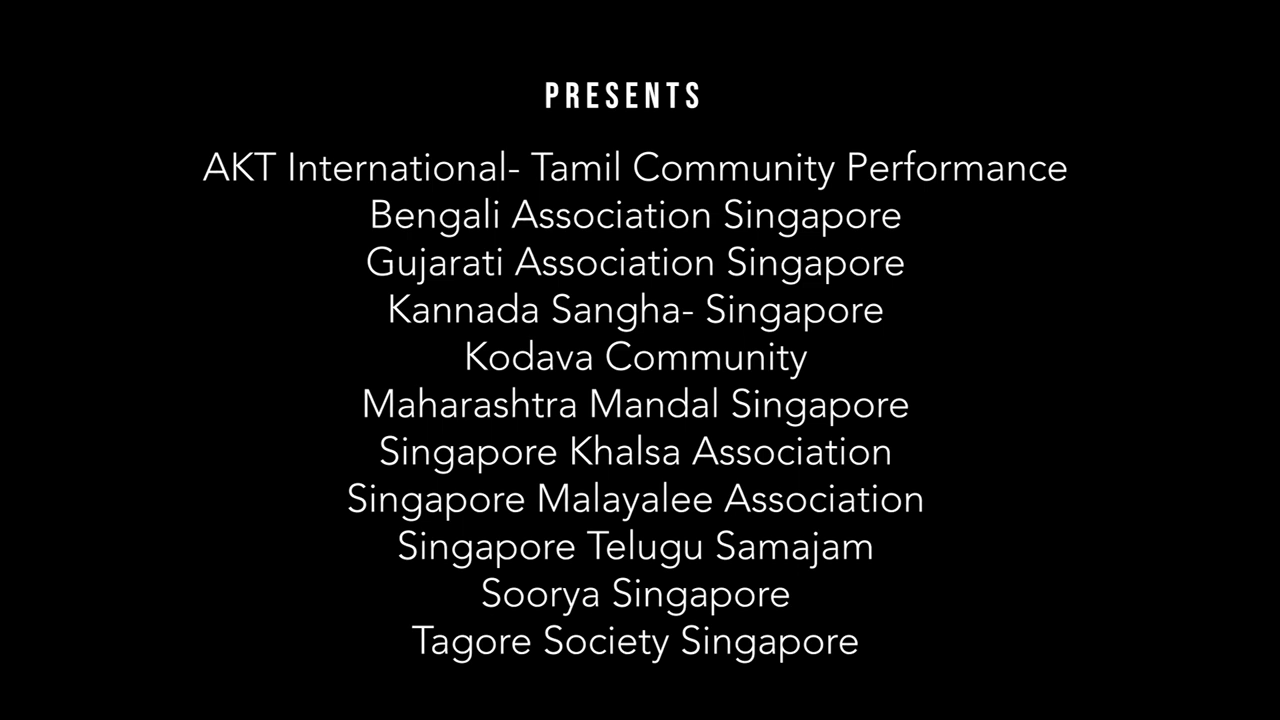 PRESENTS
AKT International- Tamil Community Performance
Bengali Association Singapore
Gujarati Association Singapore
Kannada Sangha- Singapore
Kodava Community
Maharashtra Mandal Singapore
Singapore Khalsa Association
Singapore Malayalee Association
Singapore Telugu Samajam
Soorya Singapore
Tagore Society Singapore